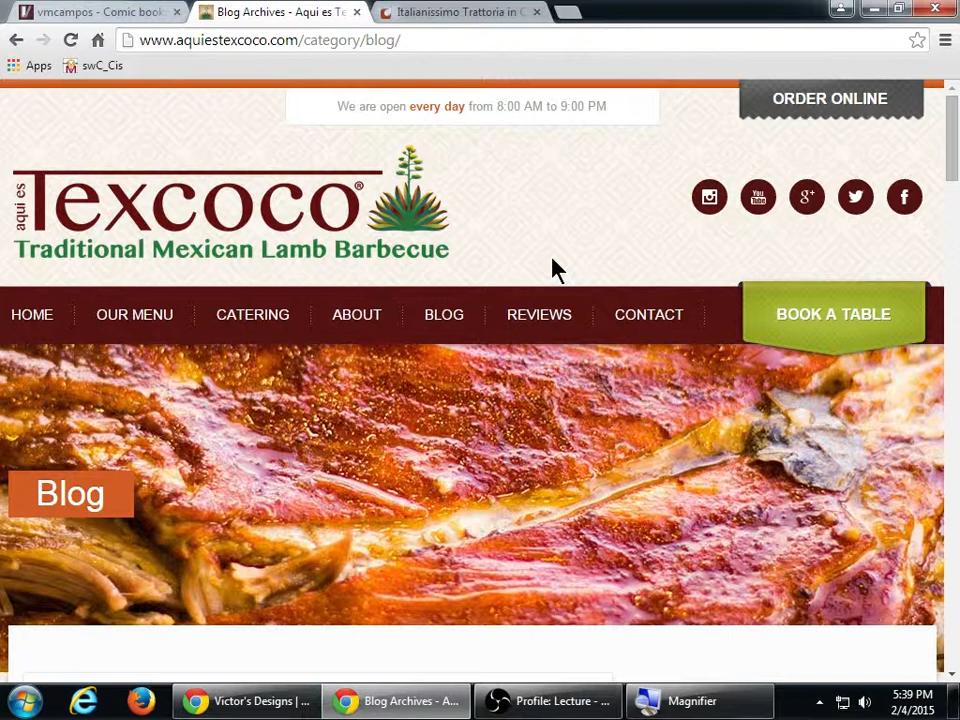 vmcampos - Comic book
Blog Archives - Aqui es Te
Italianissimo Trattoria in C
www.aquiestexcoco.com/category/blog/
Apps
swC_Cis
We are open every day from 8:00 AM to 9:00 PM
ORDER ONLINE
aqui es Texcoco®
Traditional Mexican Lamb Barbecue
You Tube
g+
f
HOME
OUR MENU
CATERING
ABOUT
BLOG
REVIEWS
CONTACT
BOOK A TABLE
Blog
Victor's Designs | ...
Blog Archives - A...
Profile: Lecture - ...
Magnifier
5:39 PM
2/4/2015